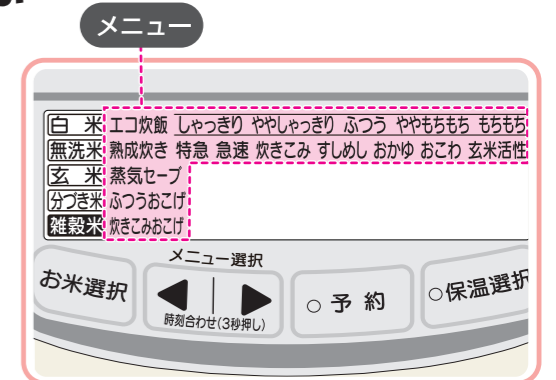 メニュー
白米 エコ炊飯 しゃっきり ややしゃっきり ふつう ややもちもち もちもち
無洗米 熟成炊き 特急 急速 炊きこみ すしめし おかゆ おこわ 玄米活性
玄米 蒸気セーブ
分づき米 ふつうおこげ
雑穀米 炊きこみおこげ
メニュー選択
お米選択 ◀ | ▶ ○予約 ○保温選択
時刻合わせ(3秒押し)